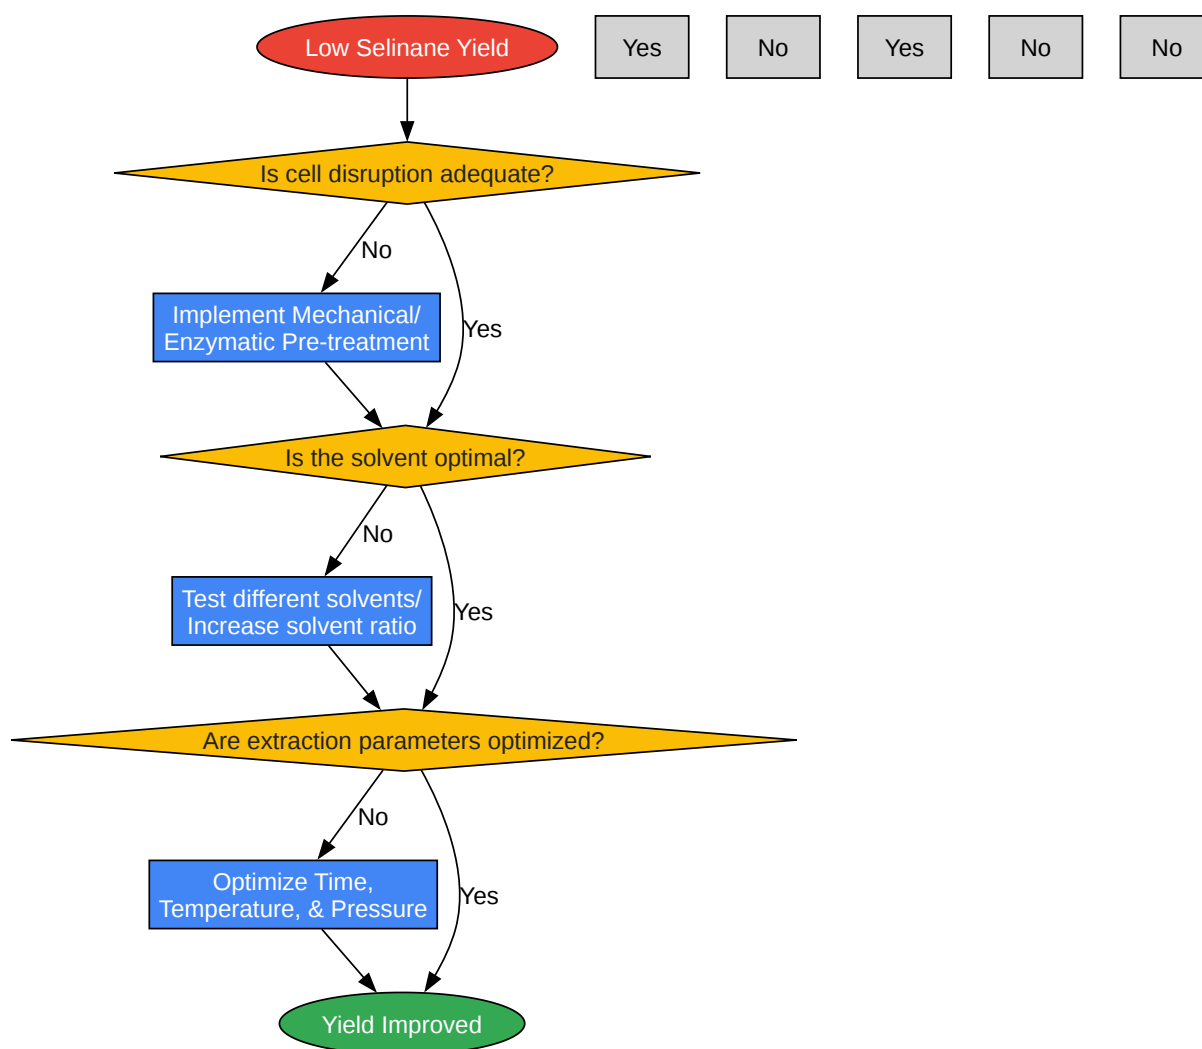 Low Selinane Yield
Yes
No
Yes
No
No
Is cell disruption adequate?
No
Implement Mechanical/
Enzymatic Pre-treatment
Yes
Is the solvent optimal?
No
Test different solvents/
Increase solvent ratio
Yes
Are extraction parameters optimized?
No
Optimize Time,
Temperature, & Pressure
Yes
Yield Improved